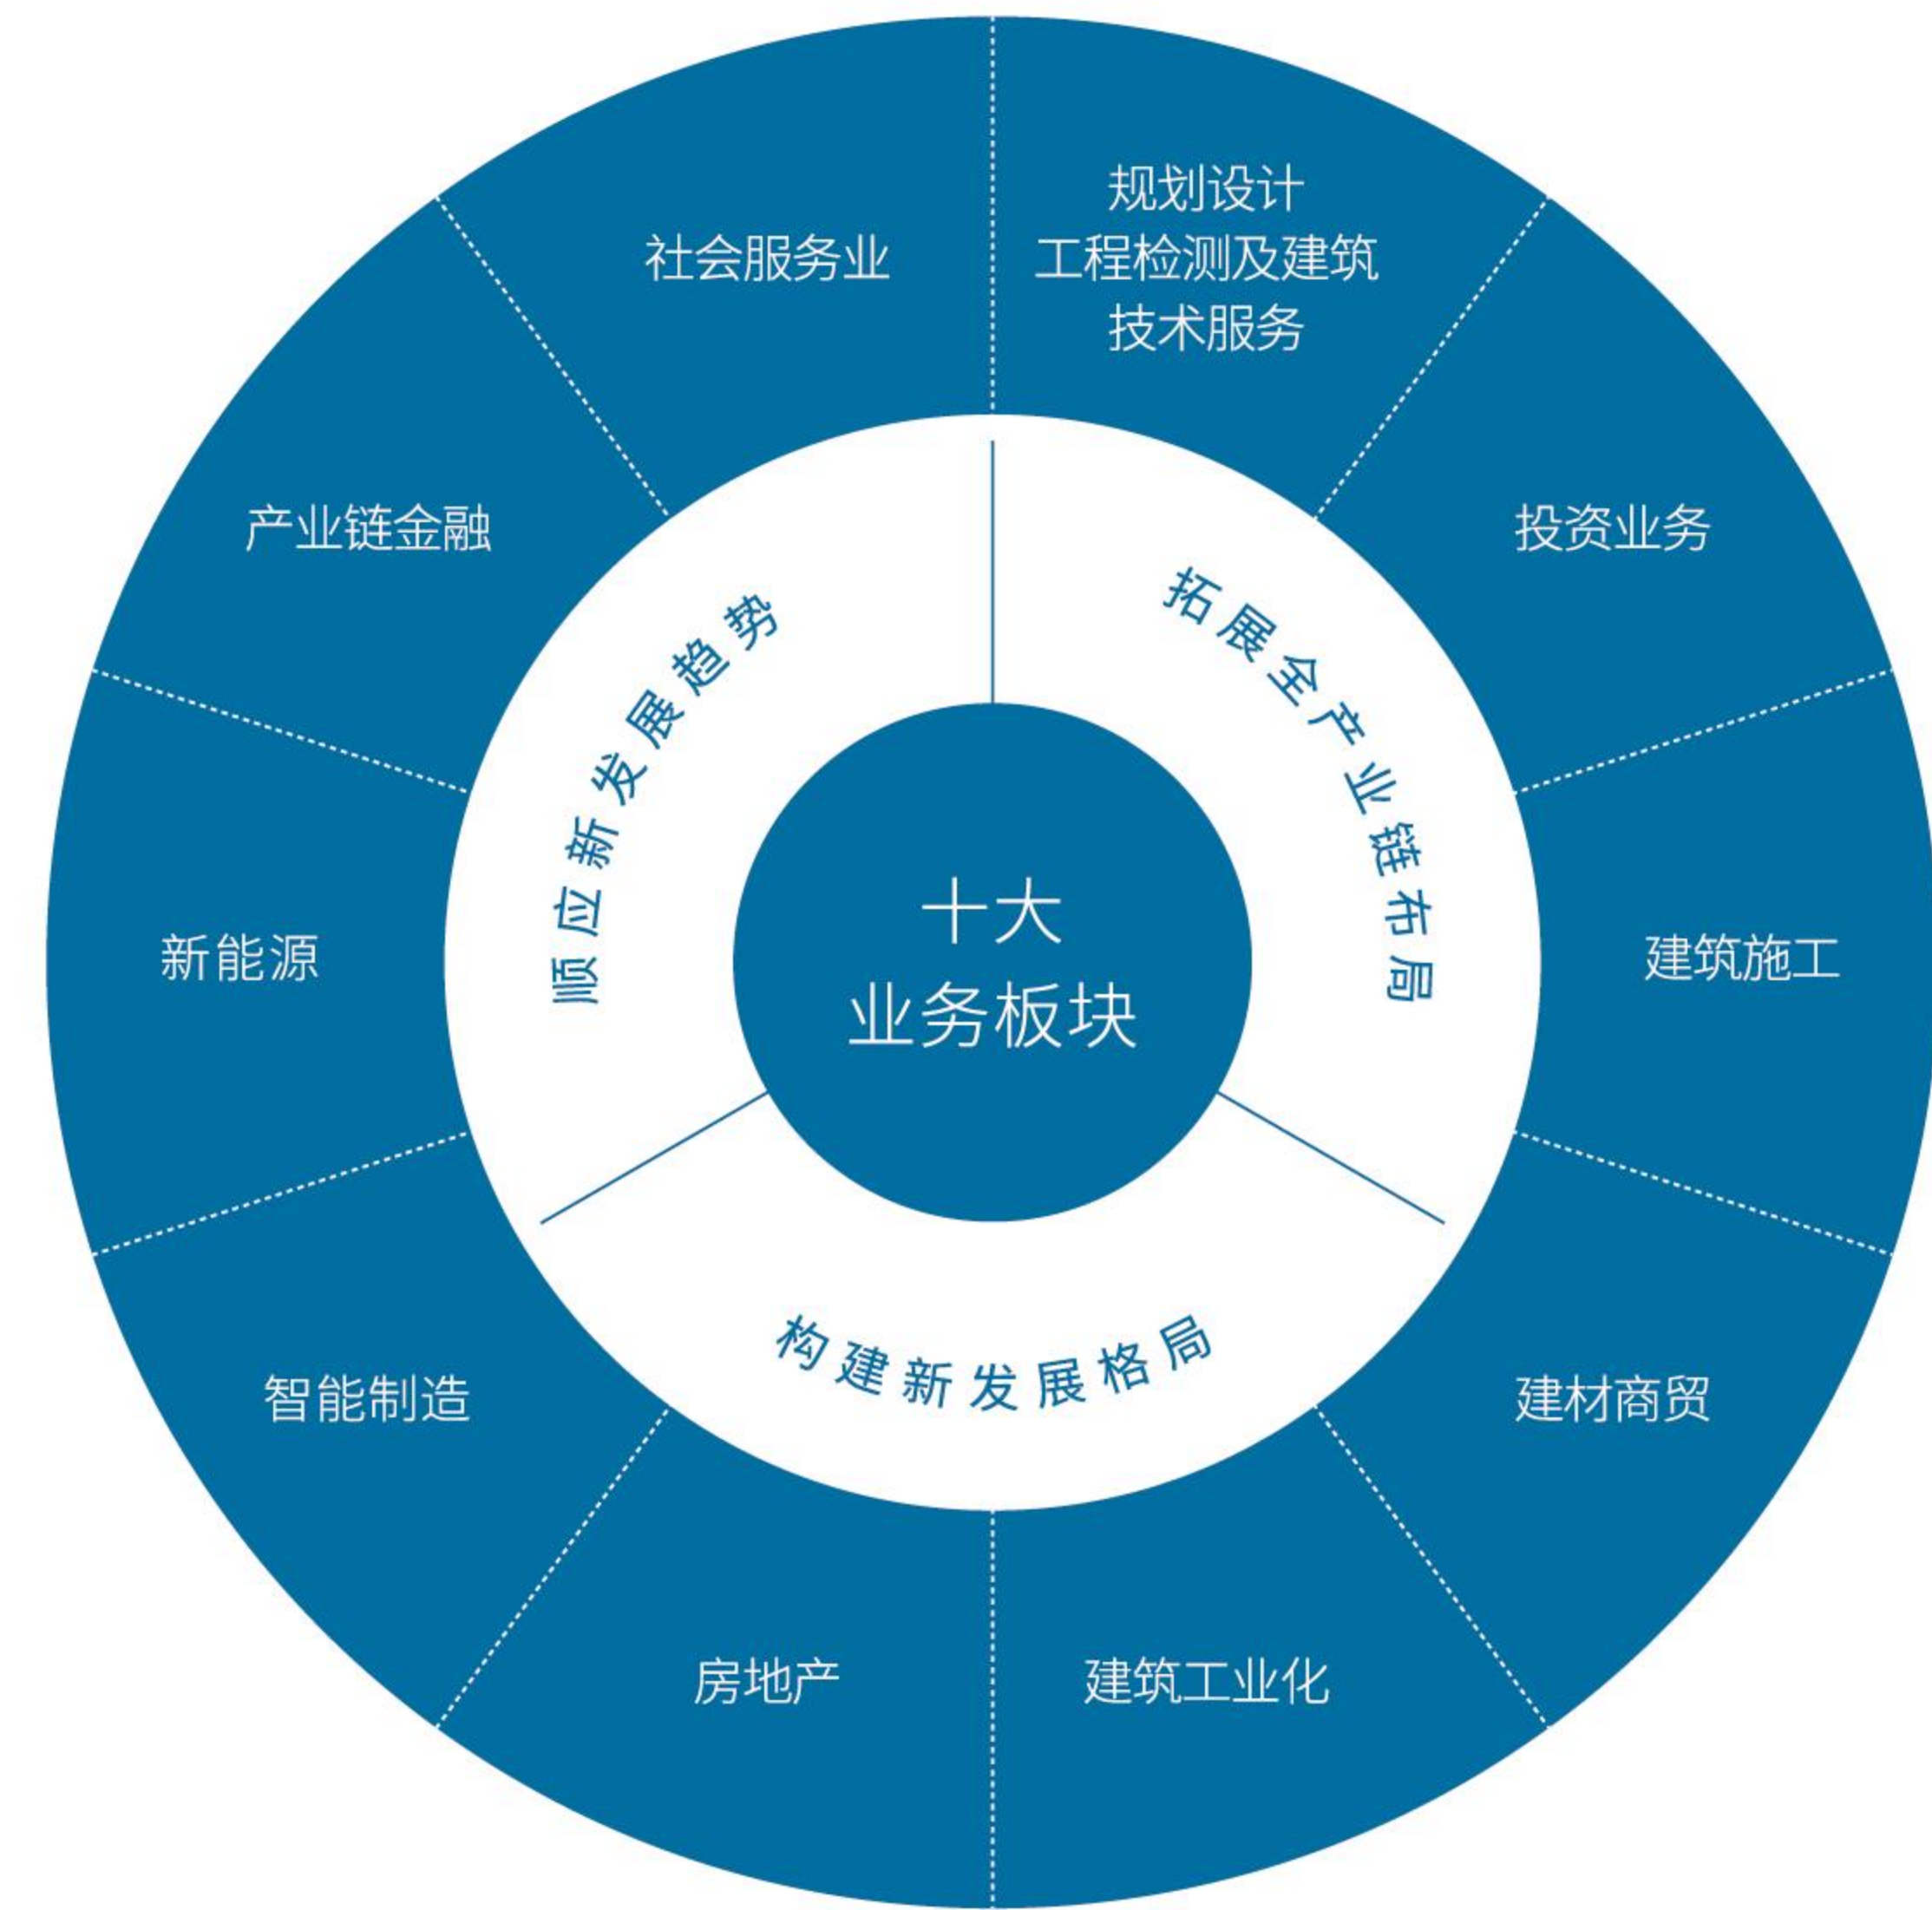 十大
业务板块
拓展全产业链布局
构建新发展格局
顺应新发展趋势
规划设计
工程检测及建筑
技术服务
投资业务
建筑施工
建材商贸
建筑工业化
房地产
智能制造
新能源
产业链金融
社会服务业